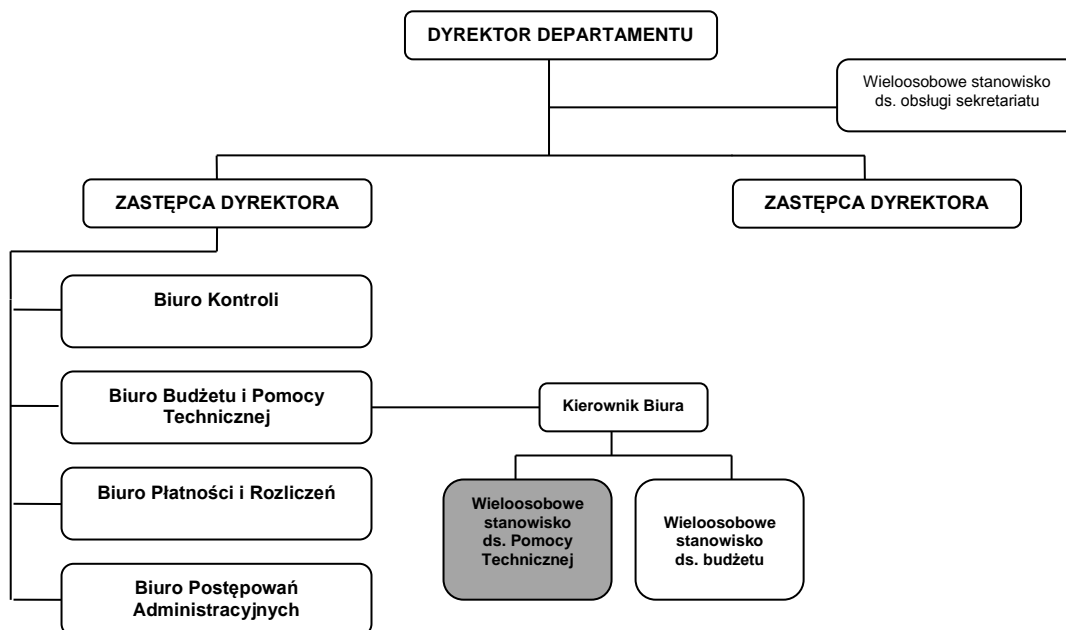 DYREKTOR DEPARTAMENTU
Wieloosobowe stanowisko
ds. obsługi sekretariatu
ZASTĘPCA DYREKTORA
ZASTĘPCA DYREKTORA
Biuro Kontroli
Biuro Budżetu i Pomocy
Technicznej
Kierownik Biura
Biuro Płatności i Rozliczeń
Wieloosobowe
stanowisko
ds. Pomocy
Technicznej
Wieloosobowe
stanowisko
ds. budżetu
Biuro Postępowań
Administracyjnych